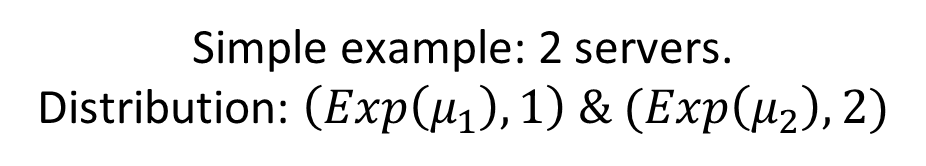 Simple example: 2 servers.
Distribution: (𝐸𝑥𝑝(𝜇₁), 1) & (𝐸𝑥𝑝(𝜇₂), 2)